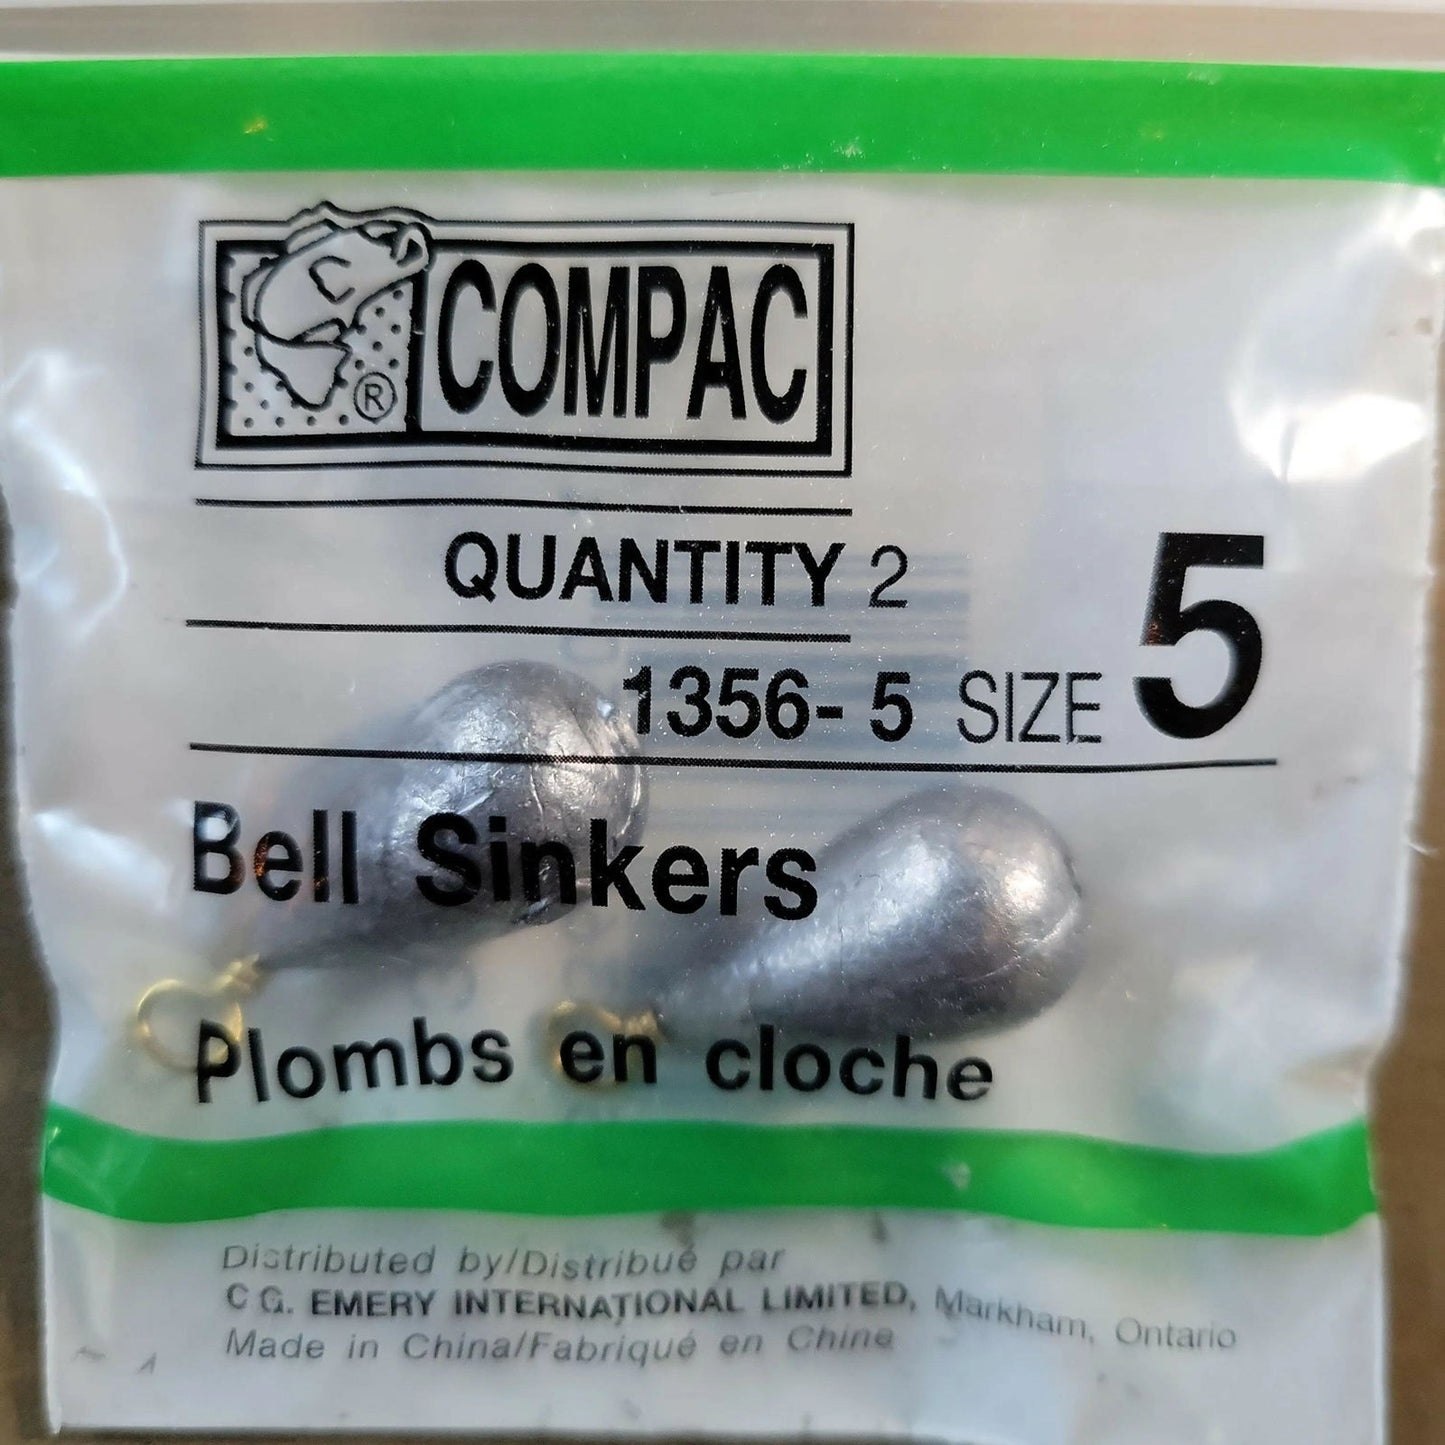 ® COMPAC
QUANTITY 2
1356- 5 SIZE 5
Bell Sinkers
Plombs en cloche
Distributed by/Distribué par
C G. EMERY INTERNATIONAL LIMITED, Markham, Ontario
Made in China/Fabriqué en Chine